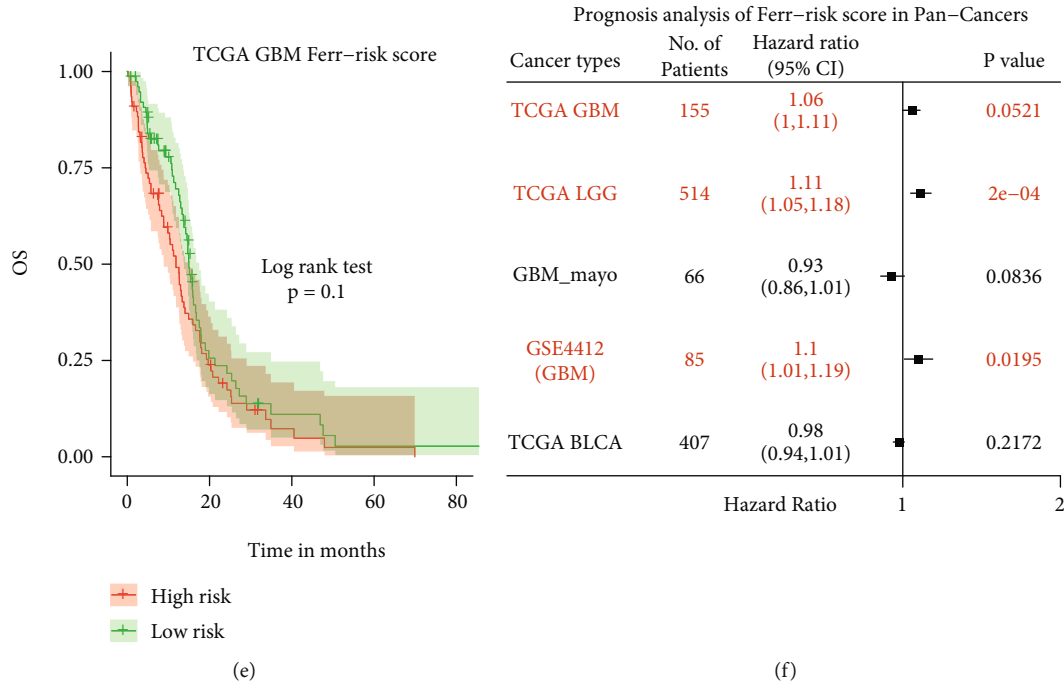 TCGA GBM Ferr−risk score
1.00
0.75
0.50
0.25
0.00
OS
Log rank test
p = 0.1
0 20 40 60 80
Time in months
High risk
Low risk
(e)
Prognosis analysis of Ferr−risk score in Pan−Cancers
Cancer types No. of Patients Hazard ratio (95% CI) P value
TCGA GBM 155 1.06 (1,1.11) 0.0521
TCGA LGG 514 1.11 (1.05,1.18) 2e−04
GBM_mayo 66 0.93 (0.86,1.01) 0.0836
GSE4412 (GBM) 85 1.1 (1.01,1.19) 0.0195
TCGA BLCA 407 0.98 (0.94,1.01) 0.2172
Hazard Ratio 1 2
(f)